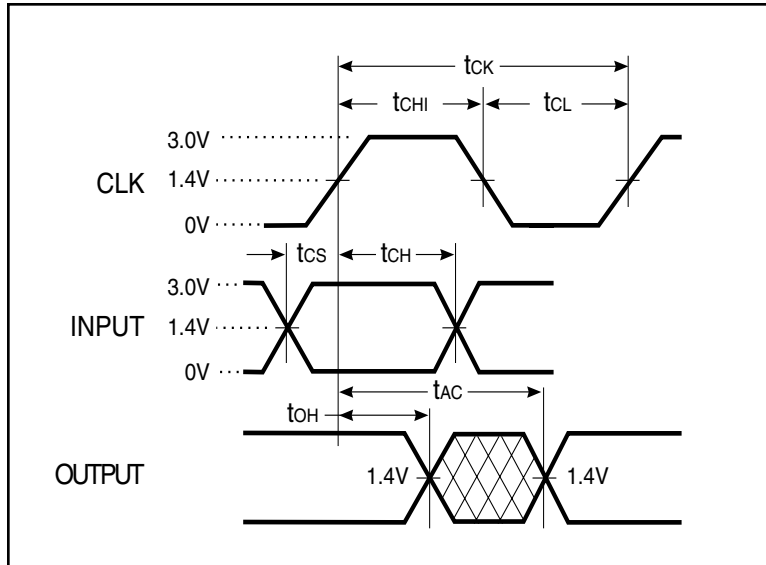 tCK
tCHI tCL
3.0V
CLK 1.4V
0V
tCS tCH
3.0V
INPUT 1.4V
0V
tAC
tOH
OUTPUT 1.4V 1.4V